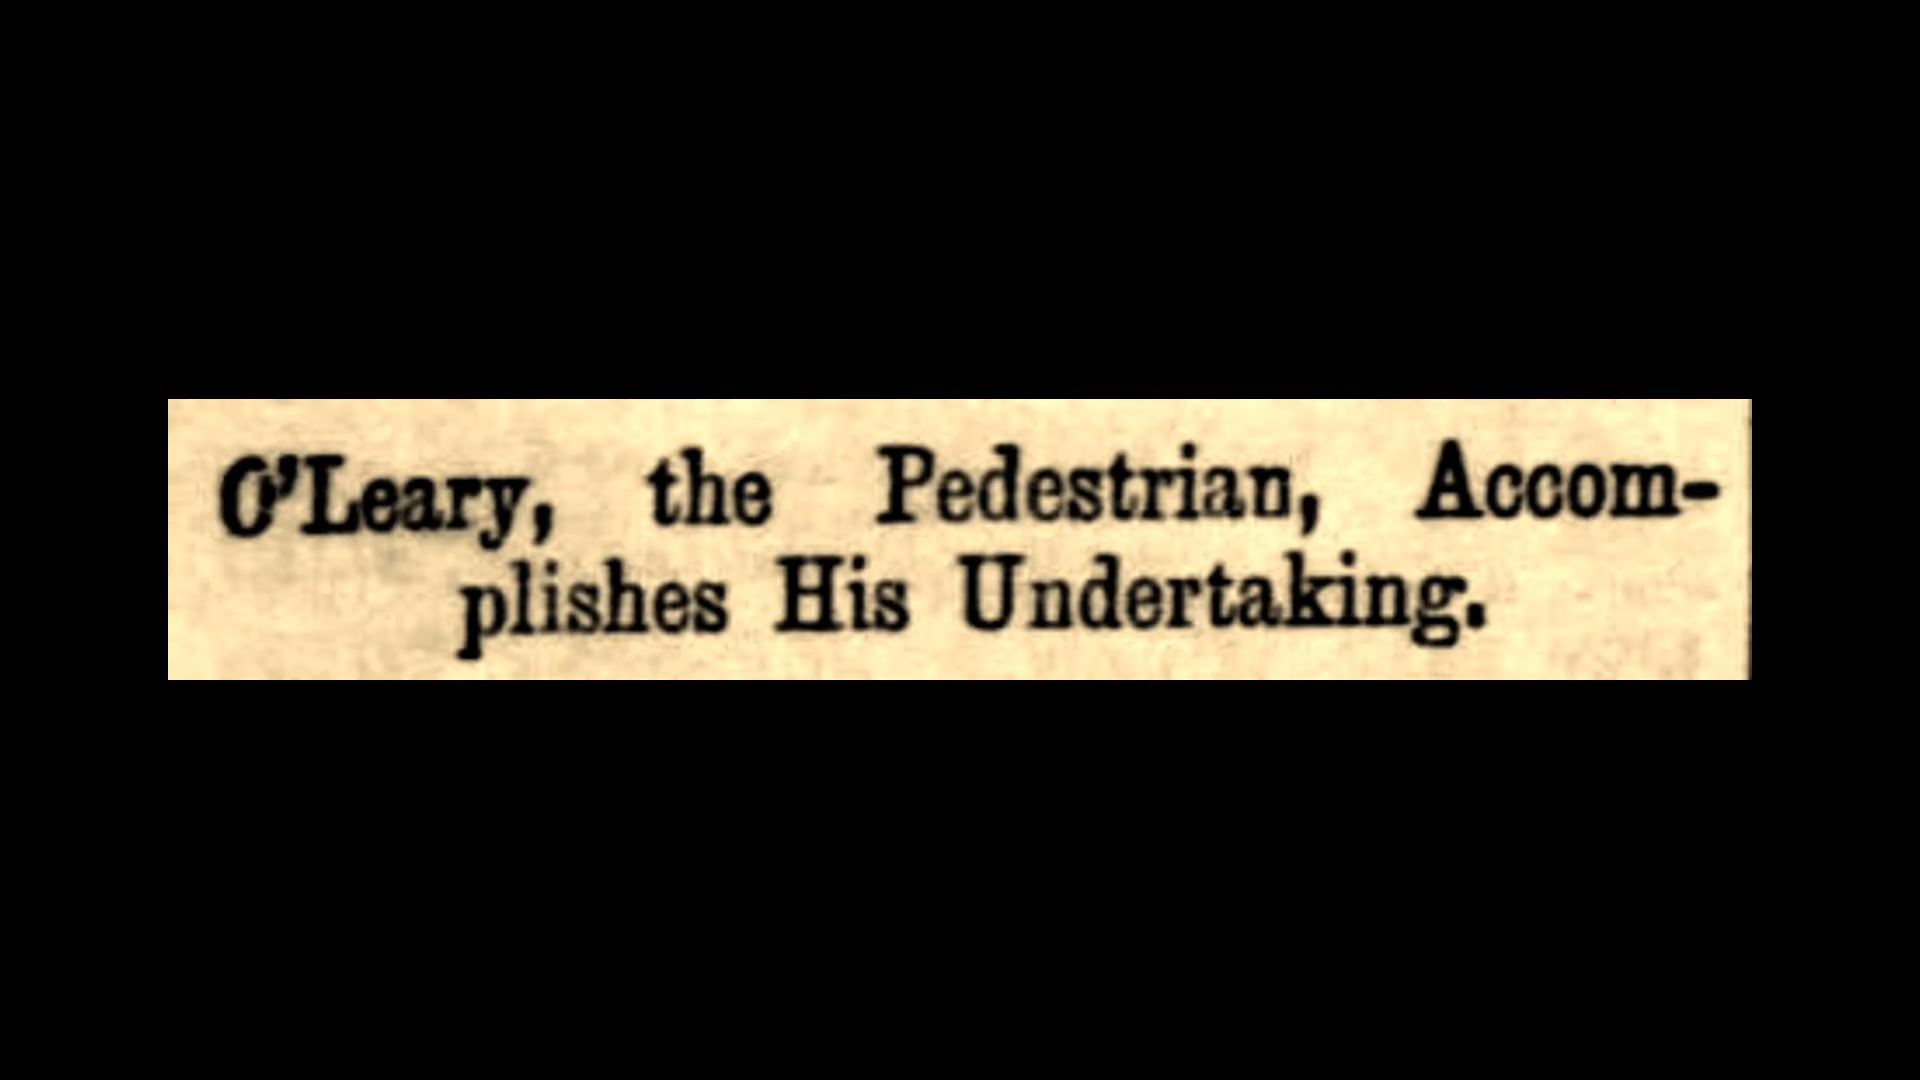 O'Leary, the Pedestrian, Accom-
plishes His Undertaking.